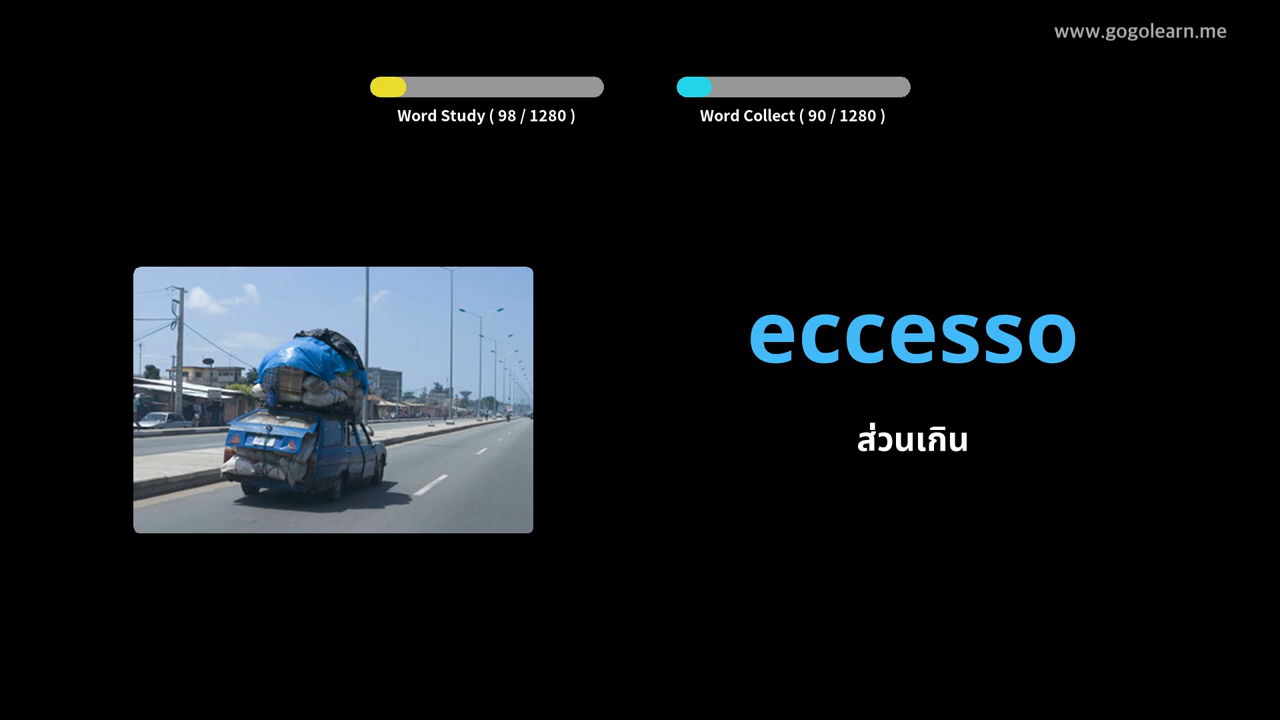 www.gogolearn.me
Word Study ( 98 / 1280 )
Word Collect ( 90 / 1280 )
eccesso
ส่วนเกิน